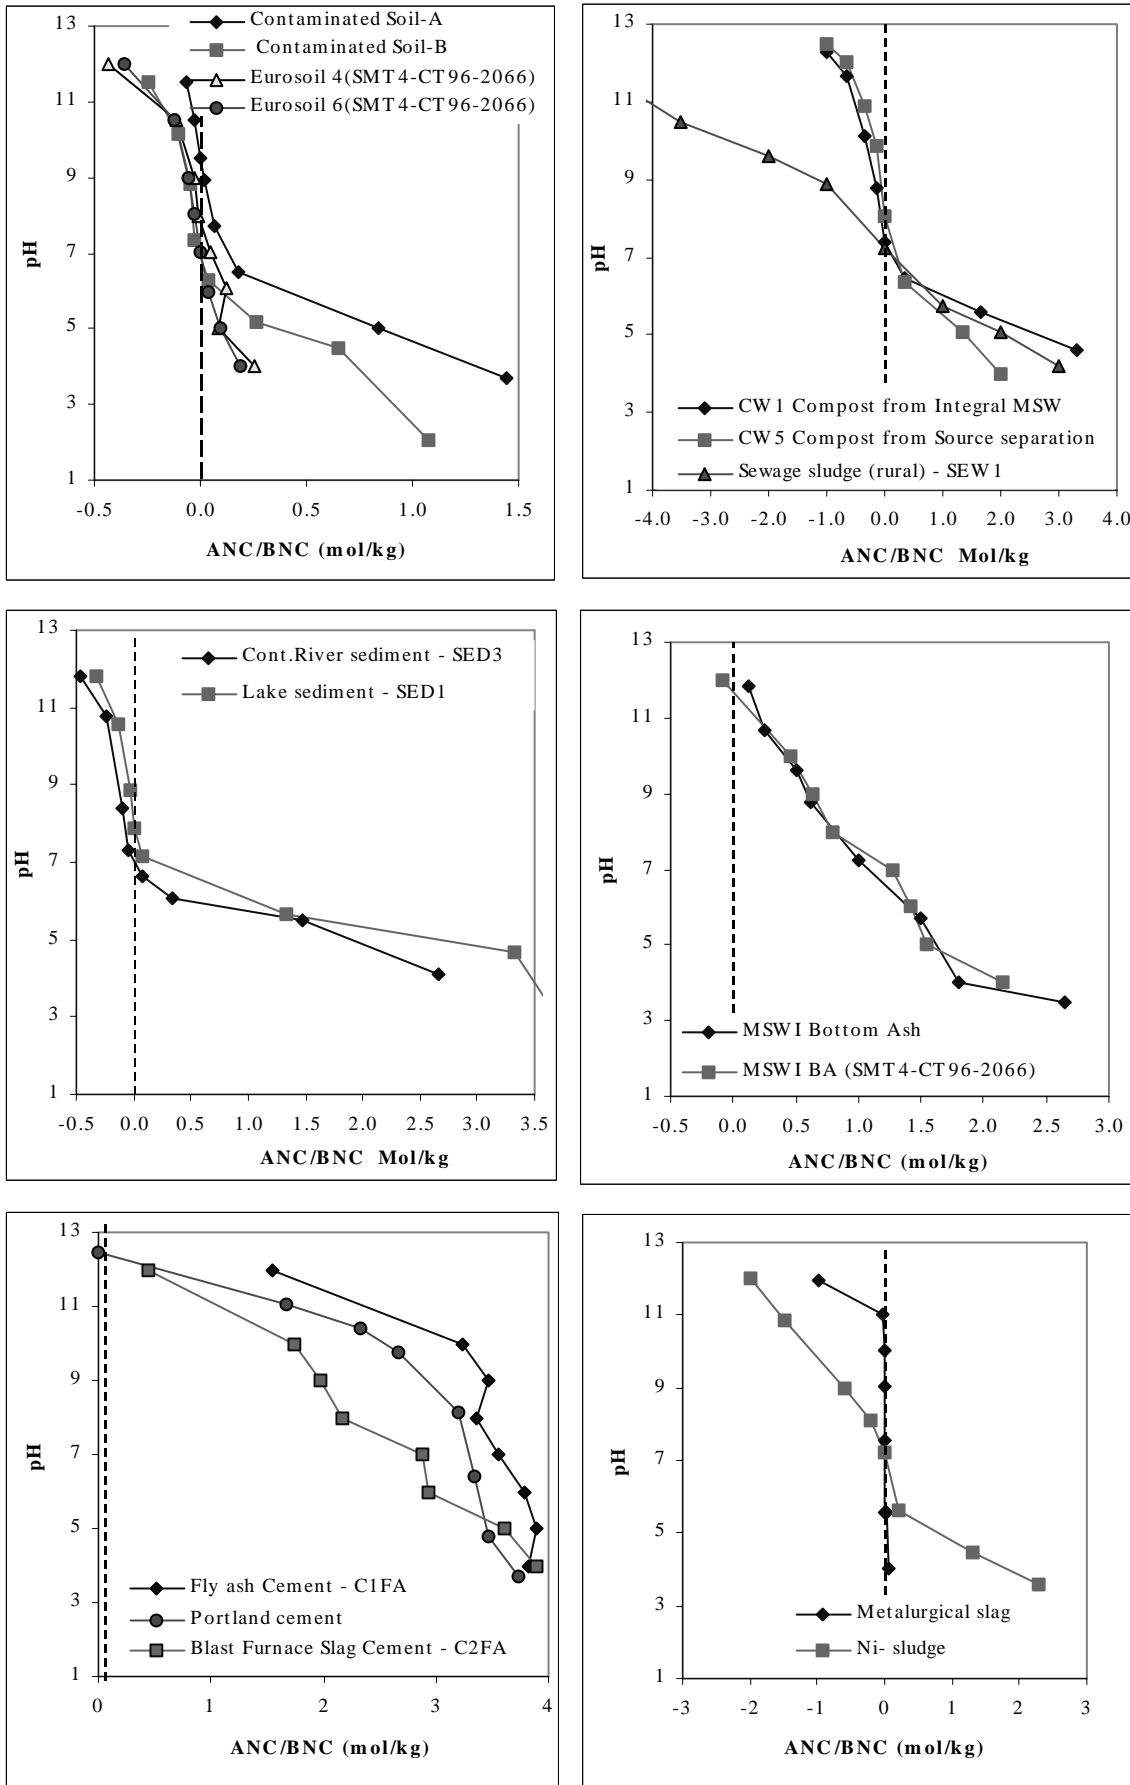 13
11
9
7
5
3
1
pH
Contaminated Soil-A
Contaminated Soil-B
Eurosoil 4(SMT4-CT96-2066)
Eurosoil 6(SMT4-CT96-2066)
-0.5 0.0 0.5 1.0 1.5
ANC/BNC (mol/kg)
13
11
9
7
5
3
1
pH
CW1 Compost from Integral MSW
CW5 Compost from Source separation
Sewage sludge (rural) - SEW1
-4.0 -3.0 -2.0 -1.0 0.0 1.0 2.0 3.0 4.0
ANC/BNC Mol/kg
13
11
9
7
5
3
1
pH
Cont.River sediment - SED3
Lake sediment - SED1
-0.5 0.0 0.5 1.0 1.5 2.0 2.5 3.0 3.5
ANC/BNC Mol/kg
13
11
9
7
5
3
1
pH
MSWI Bottom Ash
MSWI BA (SMT4-CT96-2066)
-0.5 0.0 0.5 1.0 1.5 2.0 2.5 3.0
ANC/BNC (mol/kg)
13
11
9
7
5
3
1
pH
Fly ash Cement - C1FA
Portland cement
Blast Furnace Slag Cement - C2FA
0 1 2 3 4
ANC/BNC (mol/kg)
13
11
9
7
5
3
1
pH
Metalurgical slag
Ni- sludge
-3 -2 -1 0 1 2 3
ANC/BNC (mol/kg)